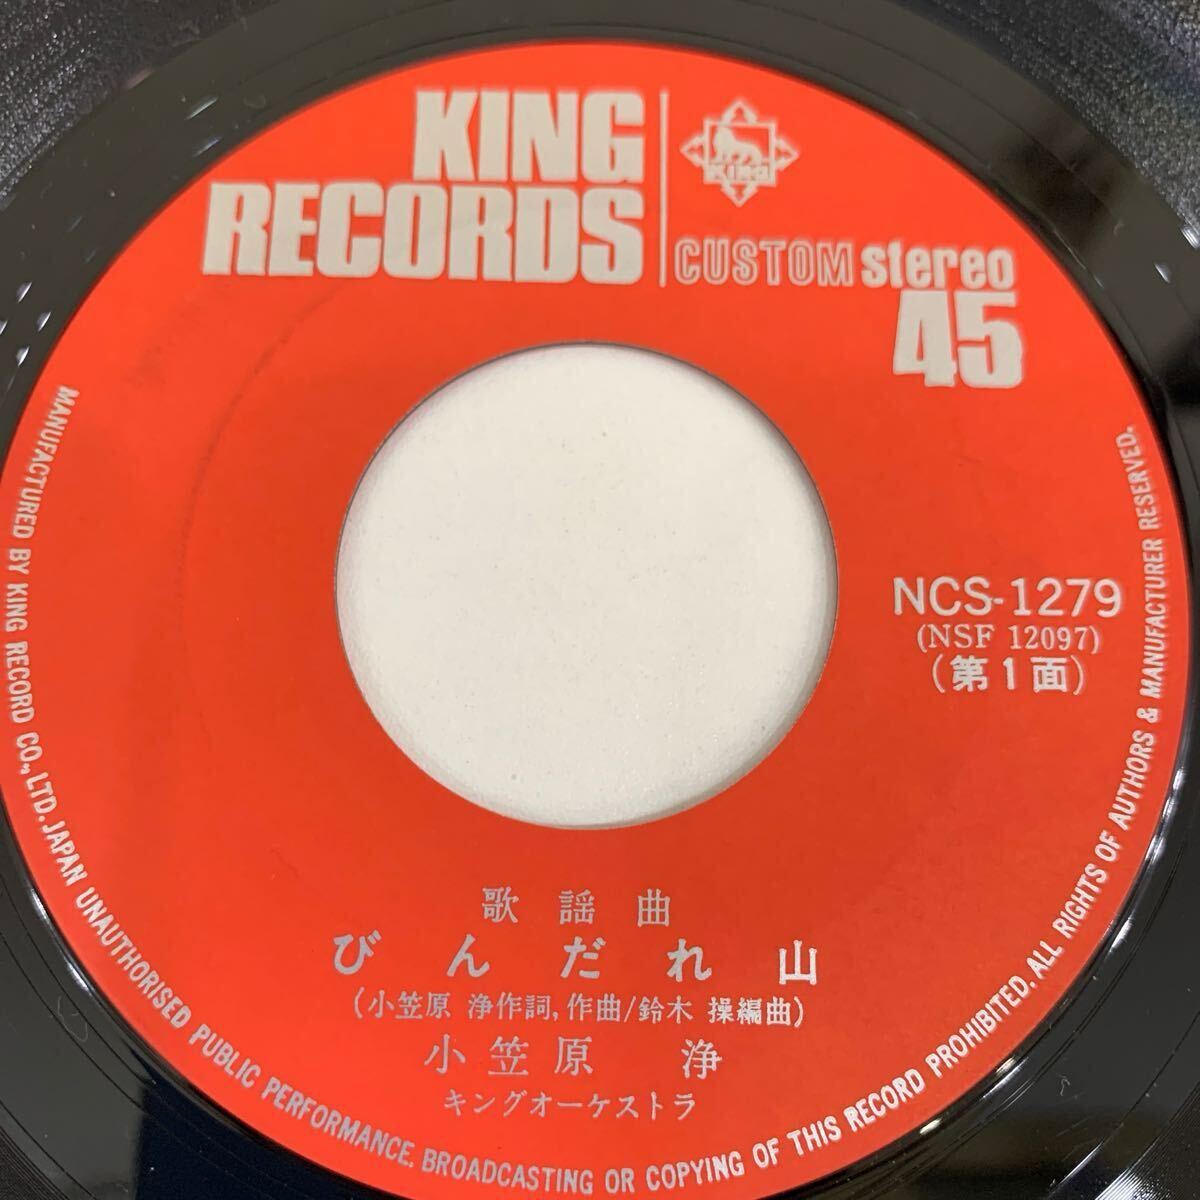 KING
RECORDS
KING
CUSTOM stereo
45
NCS-1279
(NSF 12097)
(第1面)
歌謡曲
びんだれ山
(小笠原 浄作詞,作曲/鈴木 操編曲)
小笠原 浄
キングオーケストラ
MANUFACTURED BY KING RECORD CO., LTD. JAPAN UNAUTHORISED PUBLIC PERFORMANCE. BROADCASTING OR COPYING OF THIS RECORD PROHIBITED. ALL RIGHTS OF AUTHORS & MANUFACTURER RESERVED.